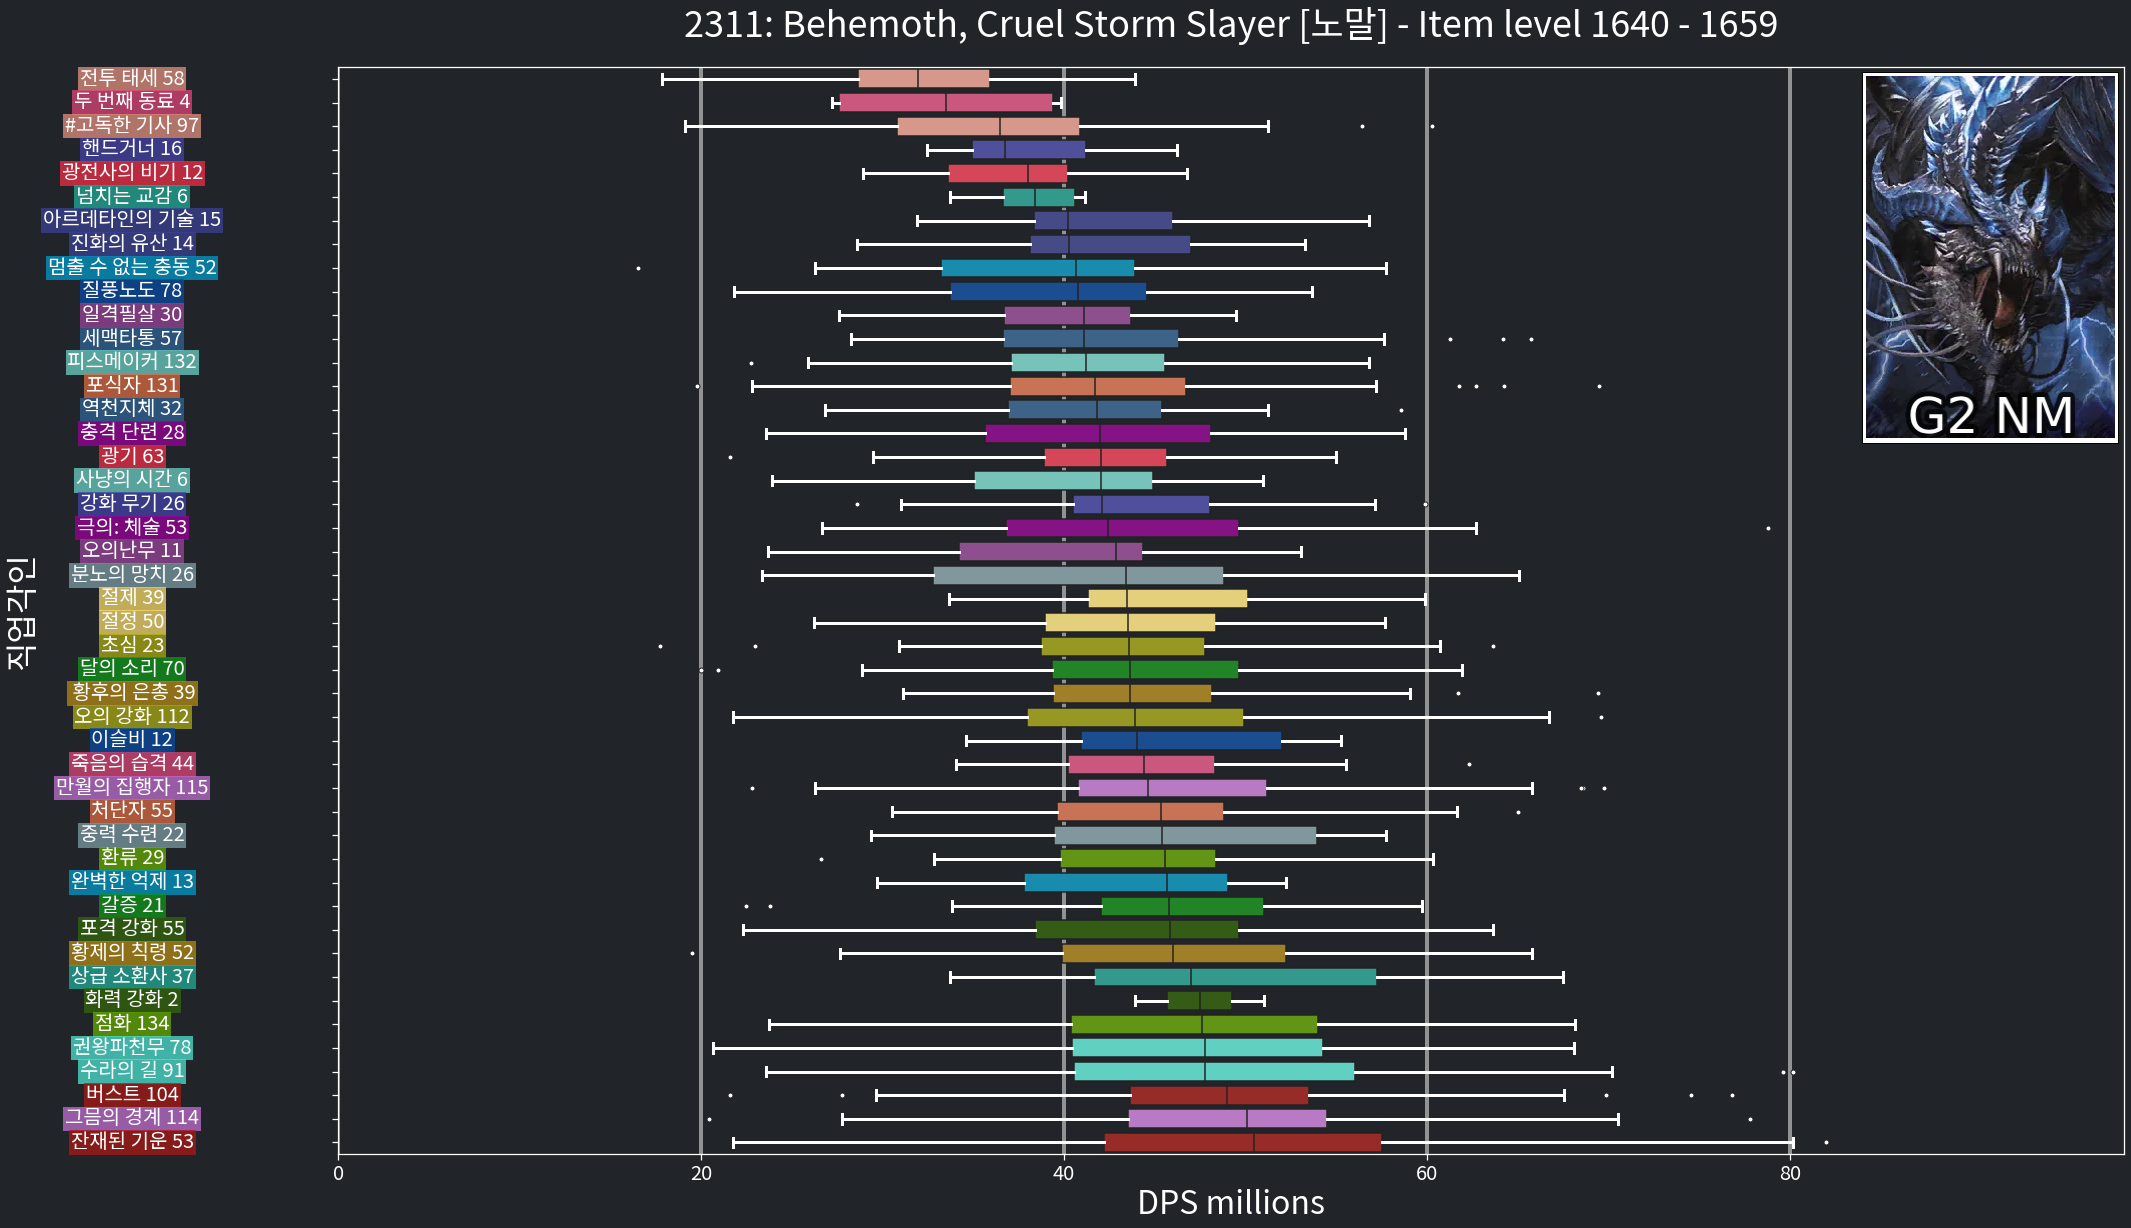 2311: Behemoth, Cruel Storm Slayer [노말] - Item level 1640 - 1659
직업각인
전투 태세 58
두 번째 동료 4
#고독한 기사 97
핸드거너 16
광전사의 비기 12
넘치는 교감 6
아르데타인의 기술 15
진화의 유산 14
멈출 수 없는 충동 52
질풍노도 78
일격필살 30
세맥타통 57
피스메이커 132
포식자 131
역천지체 32
충격 단련 28
광기 63
사냥의 시간 6
강화 무기 26
극의: 체술 53
오의난무 11
분노의 망치 26
절제 39
절정 50
초심 23
달의 소리 70
황후의 은총 39
오의 강화 112
이슬비 12
죽음의 습격 44
만월의 집행자 115
처단자 55
중력 수련 22
환류 29
완벽한 억제 13
갈증 21
포격 강화 55
황제의 칙령 52
상급 소환사 37
화력 강화 2
점화 134
권왕파천무 78
수라의 길 91
버스트 104
그믐의 경계 114
잔재된 기운 53
G2 NM
0 20 40 60 80
DPS millions